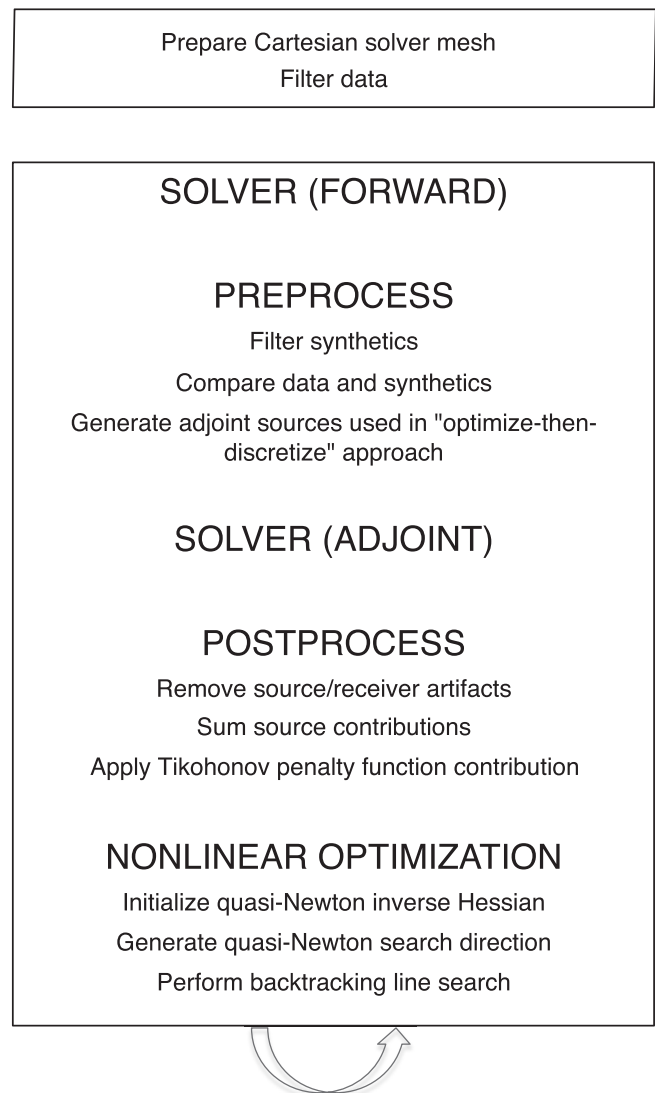 Prepare Cartesian solver mesh
Filter data
SOLVER (FORWARD)
PREPROCESS
Filter synthetics
Compare data and synthetics
Generate adjoint sources used in "optimize-then-
discretize" approach
SOLVER (ADJOINT)
POSTPROCESS
Remove source/receiver artifacts
Sum source contributions
Apply Tikohonov penalty function contribution
NONLINEAR OPTIMIZATION
Initialize quasi-Newton inverse Hessian
Generate quasi-Newton search direction
Perform backtracking line search